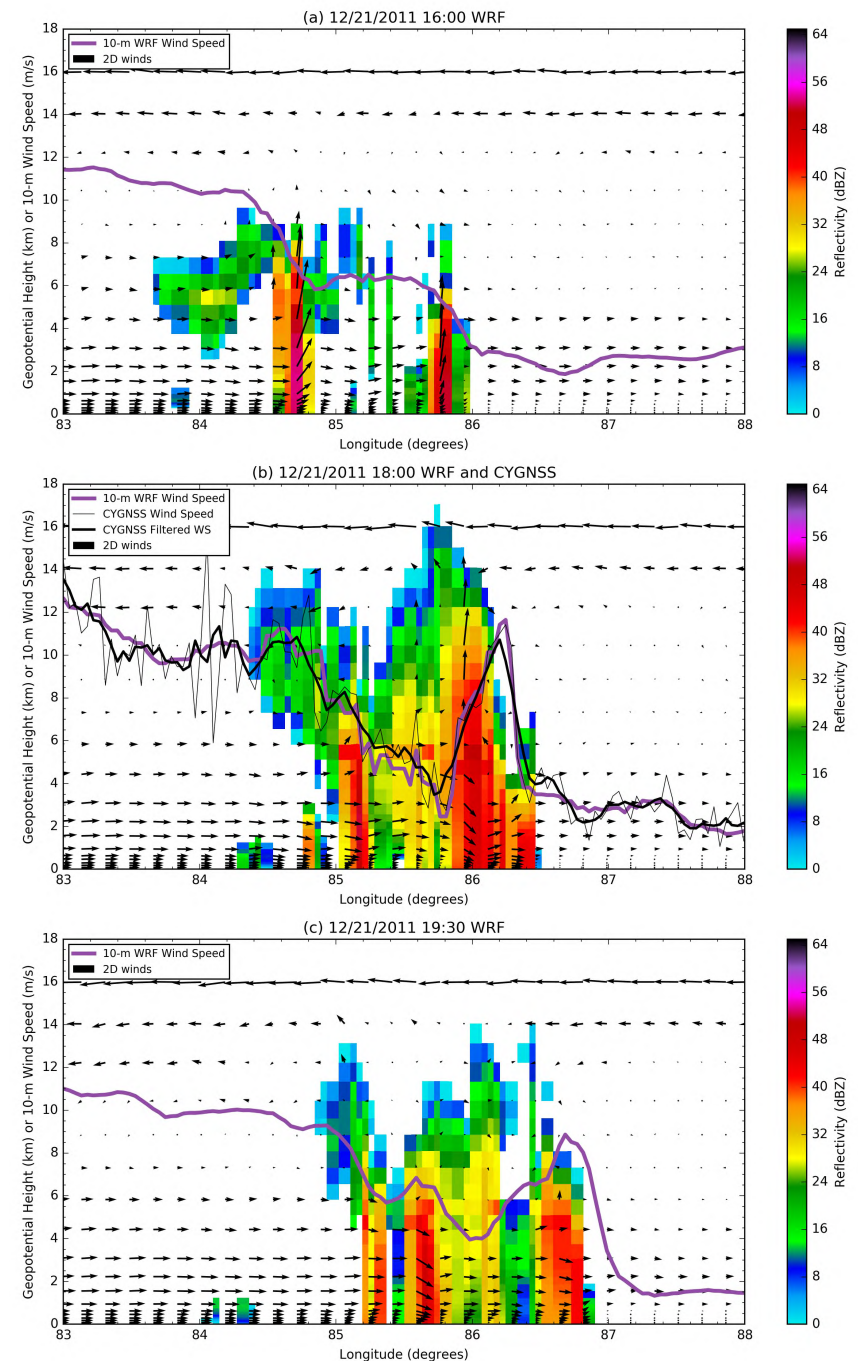 (a) 12/21/2011 16:00 WRF
Geopotential Height (km) or 10-m Wind Speed (m/s)
18
16
14
12
10
8
6
4
2
0
10-m WRF Wind Speed
2D winds
83 84 85 86 87 88
Longitude (degrees)
64
56
48
40
32
24
16
8
0
Reflectivity (dBZ)
(b) 12/21/2011 18:00 WRF and CYGNSS
Geopotential Height (km) or 10-m Wind Speed (m/s)
18
16
14
12
10
8
6
4
2
0
10-m WRF Wind Speed
CYGNSS Wind Speed
CYGNSS Filtered WS
2D winds
83 84 85 86 87 88
Longitude (degrees)
64
56
48
40
32
24
16
8
0
Reflectivity (dBZ)
(c) 12/21/2011 19:30 WRF
Geopotential Height (km) or 10-m Wind Speed (m/s)
18
16
14
12
10
8
6
4
2
0
10-m WRF Wind Speed
2D winds
83 84 85 86 87 88
Longitude (degrees)
64
56
48
40
32
24
16
8
0
Reflectivity (dBZ)